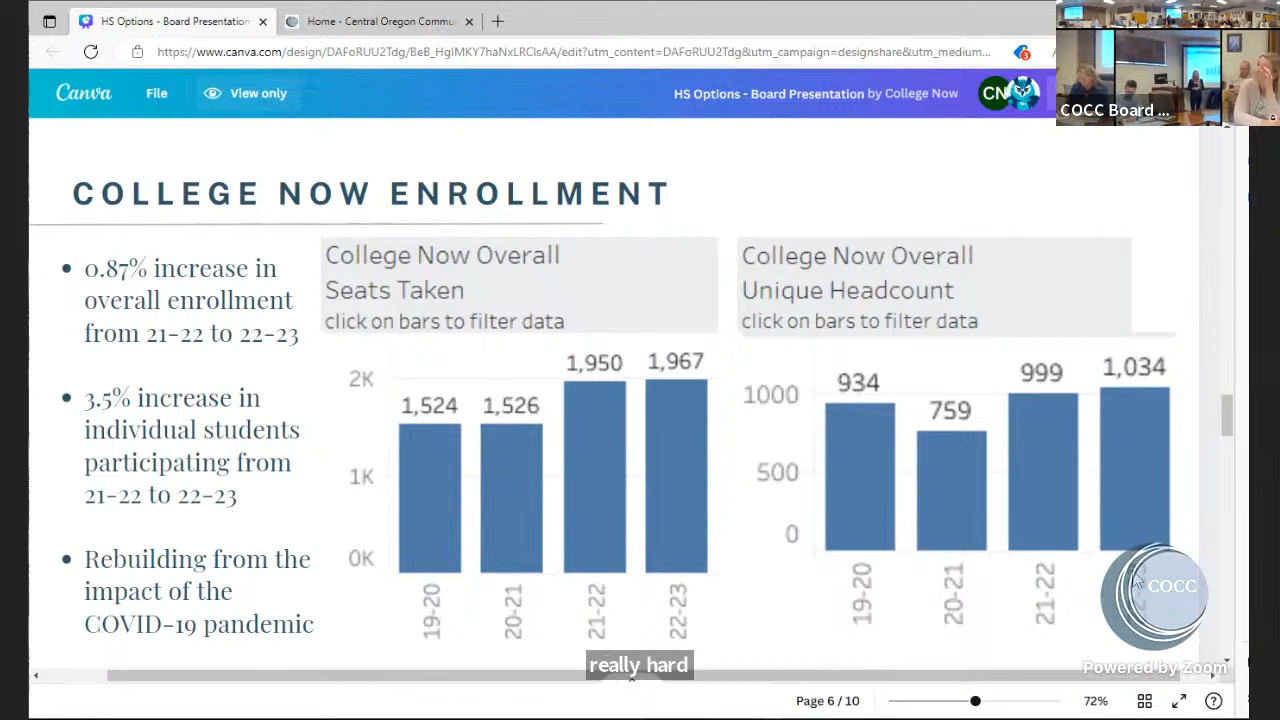 HS Options - Board Presentation
Home - Central Oregon Commu
https://www.canva.com/design/DAFoRUU2Tdg/BeB_HgIMKY7haNxLRCIsAA/edit?utm_content=DAFoRUU2Tdg&utm_campaign=designshare&utm_medium...
3
Canva
File
View only
HS Options - Board Presentation by College Now
CN
COCC Board ...
COLLEGE NOW ENROLLMENT
• 0.87% increase in
overall enrollment
from 21-22 to 22-23
• 3.5% increase in
individual students
participating from
21-22 to 22-23
• Rebuilding from the
impact of the
COVID-19 pandemic
College Now Overall
Seats Taken
click on bars to filter data
2K
1K
0K
1,524
1,526
1,950
1,967
19-20
20-21
21-22
22-23
College Now Overall
Unique Headcount
click on bars to filter data
1000
500
0
934
759
999
1,034
19-20
20-21
21-22
COCC
Powered by Zoom
really hard
Page 6 / 10
72%